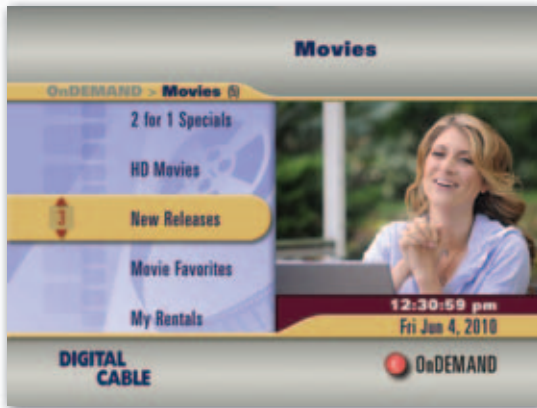 Movies
OnDEMAND > Movies (5)
2 for 1 Specials
HD Movies
3
New Releases
Movie Favorites
My Rentals
12:30:59 pm
Fri Jun 4, 2010
DIGITAL
CABLE
OnDEMAND